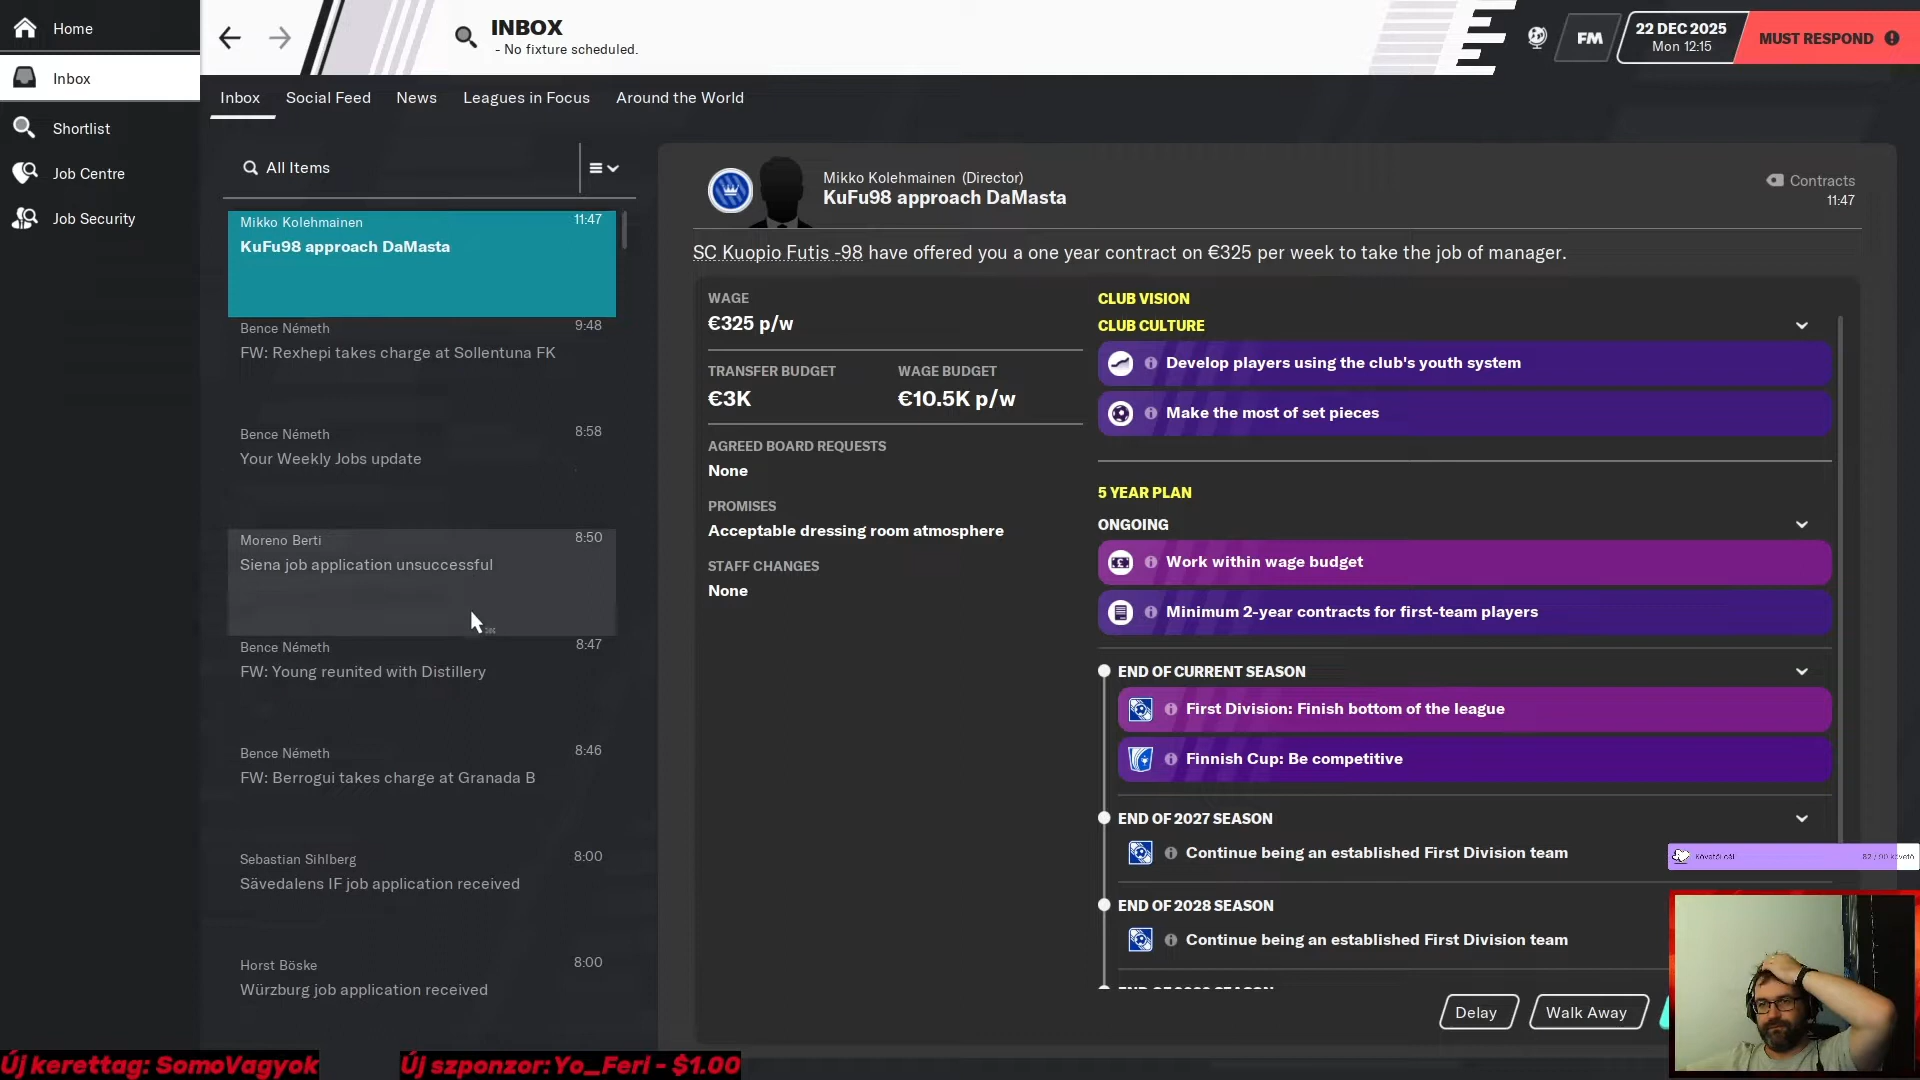 Home
Inbox
Shortlist
Job Centre
Job Security
INBOX
- No fixture scheduled.
FM
22 DEC 2025
Mon 12:15
MUST RESPOND
Inbox
Social Feed
News
Leagues in Focus
Around the World
All Items
Mikko Kolehmainen
11:47
KuFu98 approach DaMasta
Bence Németh
9:48
FW: Rexhepi takes charge at Sollentuna FK
Bence Németh
8:58
Your Weekly Jobs update
Moreno Berti
8:50
Siena job application unsuccessful
Bence Németh
8:47
FW: Young reunited with Distillery
Bence Németh
8:46
FW: Berrogui takes charge at Granada B
Sebastian Sihlberg
8:00
Sävedalens IF job application received
Horst Böske
8:00
Würzburg job application received
Mikko Kolehmainen (Director)
KuFu98 approach DaMasta
Contracts
11:47
SC Kuopio Futis -98 have offered you a one year contract on €325 per week to take the job of manager.
WAGE
€325 p/w
TRANSFER BUDGET
€3K
WAGE BUDGET
€10.5K p/w
AGREED BOARD REQUESTS
None
PROMISES
Acceptable dressing room atmosphere
STAFF CHANGES
None
CLUB VISION
CLUB CULTURE
Develop players using the club's youth system
Make the most of set pieces
5 YEAR PLAN
ONGOING
Work within wage budget
Minimum 2-year contracts for first-team players
END OF CURRENT SEASON
First Division: Finish bottom of the league
Finnish Cup: Be competitive
END OF 2027 SEASON
Continue being an established First Division team
END OF 2028 SEASON
Continue being an established First Division team
Delay
Walk Away
Követői cél
82 / 90 követő
Új kerettag: SomoVagyok
Új szponzor: Yo_Feri - $1.00